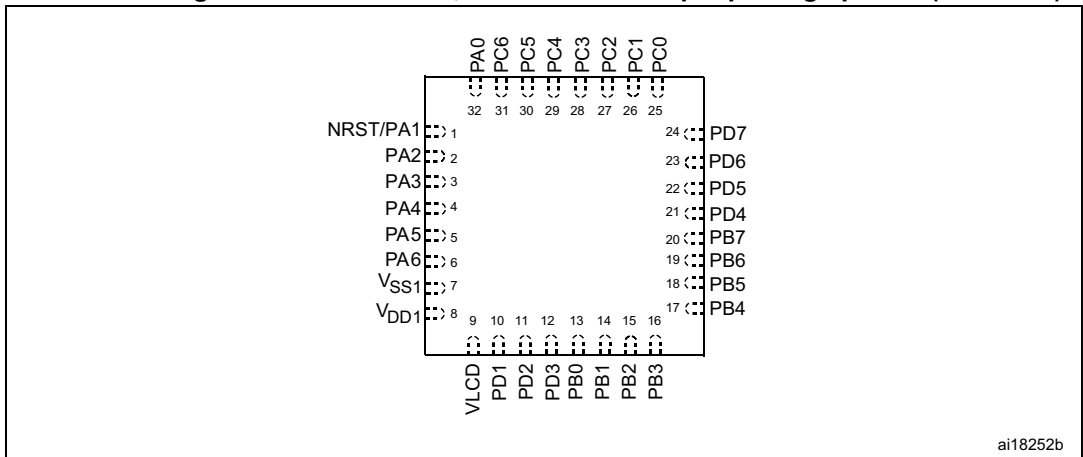 PA0 PC6 PC5 PC4 PC3 PC2 PC1 PC0
32 31 30 29 28 27 26 25
NRST/PA1 1
PA2 2
PA3 3
PA4 4
PA5 5
PA6 6
VSS1 7
VDD1 8
24 PD7
23 PD6
22 PD5
21 PD4
20 PB7
19 PB6
18 PB5
17 PB4
9 10 11 12 13 14 15 16
VLCD PD1 PD2 PD3 PB0 PB1 PB2 PB3
ai18252b